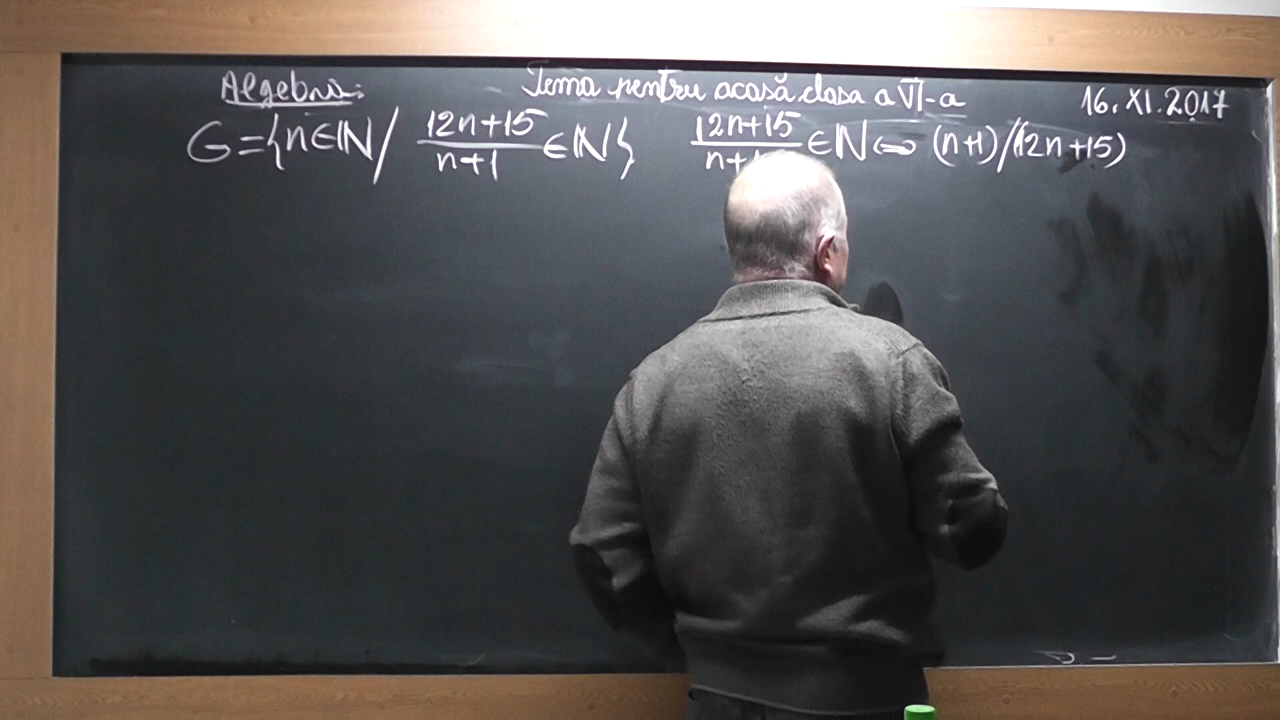 Algebra: Tema pentru acasă clasa a VI-a 16.XI.2017
G={n∈ℕ/ (12n+15)/(n+1) ∈ℕ} (12n+15)/(n+1) ∈ℕ ⇔ (n+1)/(12n+15)